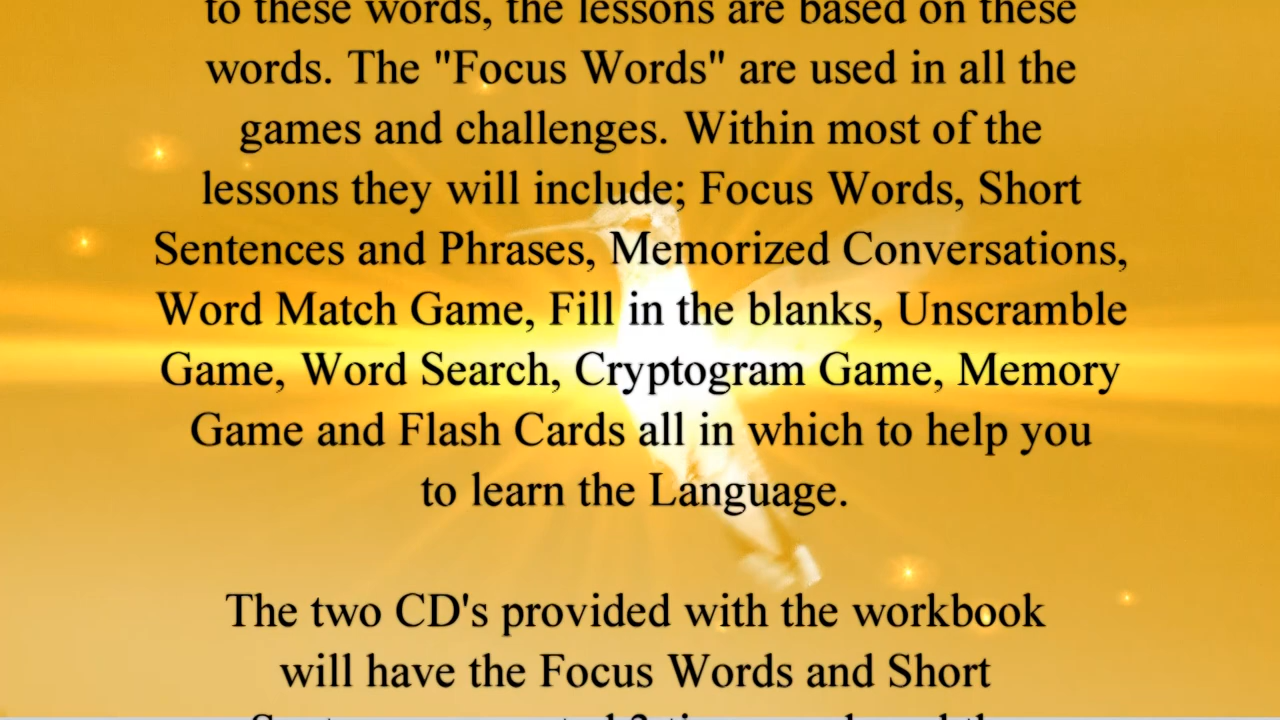 to these words, the lessons are based on these
words. The "Focus Words" are used in all the
games and challenges. Within most of the
lessons they will include; Focus Words, Short
Sentences and Phrases, Memorized Conversations,
Word Match Game, Fill in the blanks, Unscramble
Game, Word Search, Cryptogram Game, Memory
Game and Flash Cards all in which to help you
to learn the Language.
The two CD's provided with the workbook
will have the Focus Words and Short